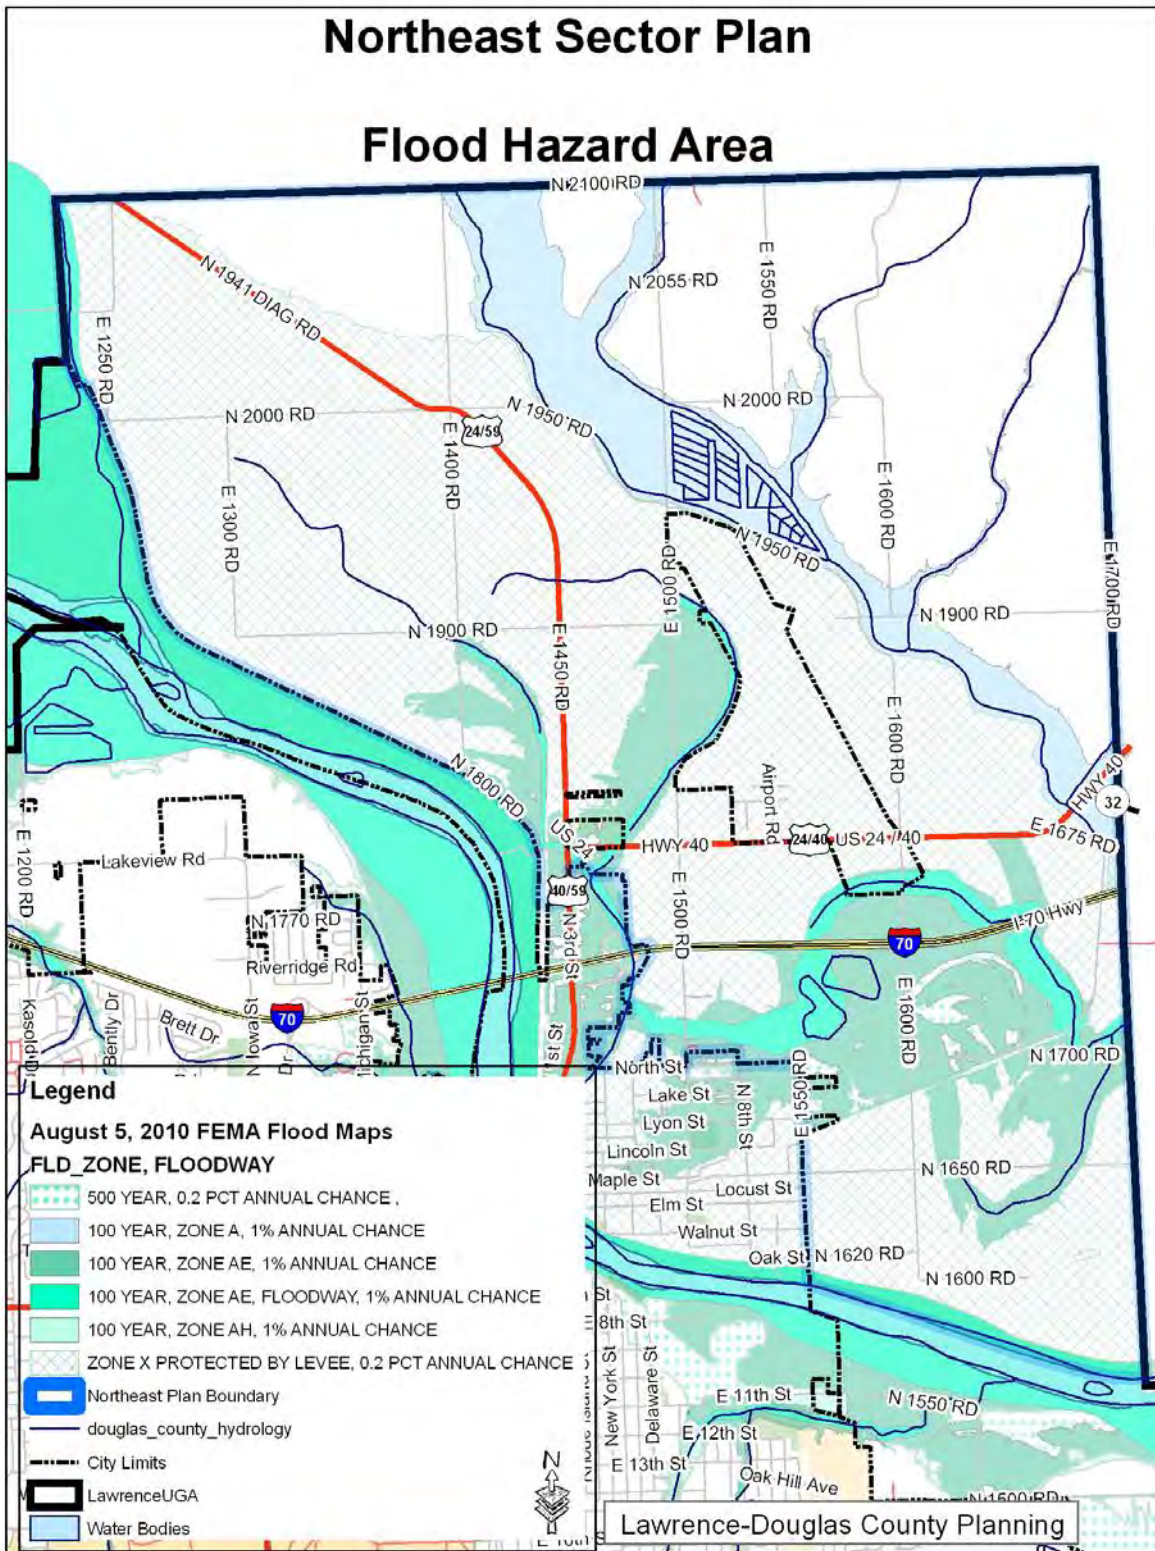 Northeast Sector Plan
Flood Hazard Area
N 2100 RD
N 1941 DIAG RD
N 2055 RD
E 1550 RD
E 1250 RD
N 2000 RD
N 1950 RD
N 2000 RD
24/59
E 1400 RD
E 1300 RD
E 1600 RD
N 1950 RD
E 1500 RD
E 1700 RD
N 1900 RD
N 1900 RD
E 1450 RD
E 1600 RD
N 1800 RD
Airport Rd
HWY 40
32
US 24
HWY 40
24/40
US 24 / 40
E 1675 RD
E 1200 RD
Lakeview Rd
40/59
N 1770 RD
N 3rd St
E 1500 RD
I-70 Hwy
70
Riverridge Rd
70
E 1600 RD
Kasold Dr
Brett Dr
N Iowa St
N 1700 RD
North St
E 1550 RD
Lake St
N 8th St
Lyon St
Lincoln St
Maple St
Locust St
N 1650 RD
Elm St
Walnut St
Oak St
N 1620 RD
N 1600 RD
8th St
New York St
Delaware St
E 11th St
N 1550 RD
E 12th St
E 13th St
Oak Hill Ave
N 1500 RD
Legend
August 5, 2010 FEMA Flood Maps
FLD_ZONE, FLOODWAY
500 YEAR, 0.2 PCT ANNUAL CHANCE ,
100 YEAR, ZONE A, 1% ANNUAL CHANCE
100 YEAR, ZONE AE, 1% ANNUAL CHANCE
100 YEAR, ZONE AE, FLOODWAY, 1% ANNUAL CHANCE
100 YEAR, ZONE AH, 1% ANNUAL CHANCE
ZONE X PROTECTED BY LEVEE, 0.2 PCT ANNUAL CHANCE
Northeast Plan Boundary
douglas_county_hydrology
City Limits
LawrenceUGA
Water Bodies
N
Lawrence-Douglas County Planning